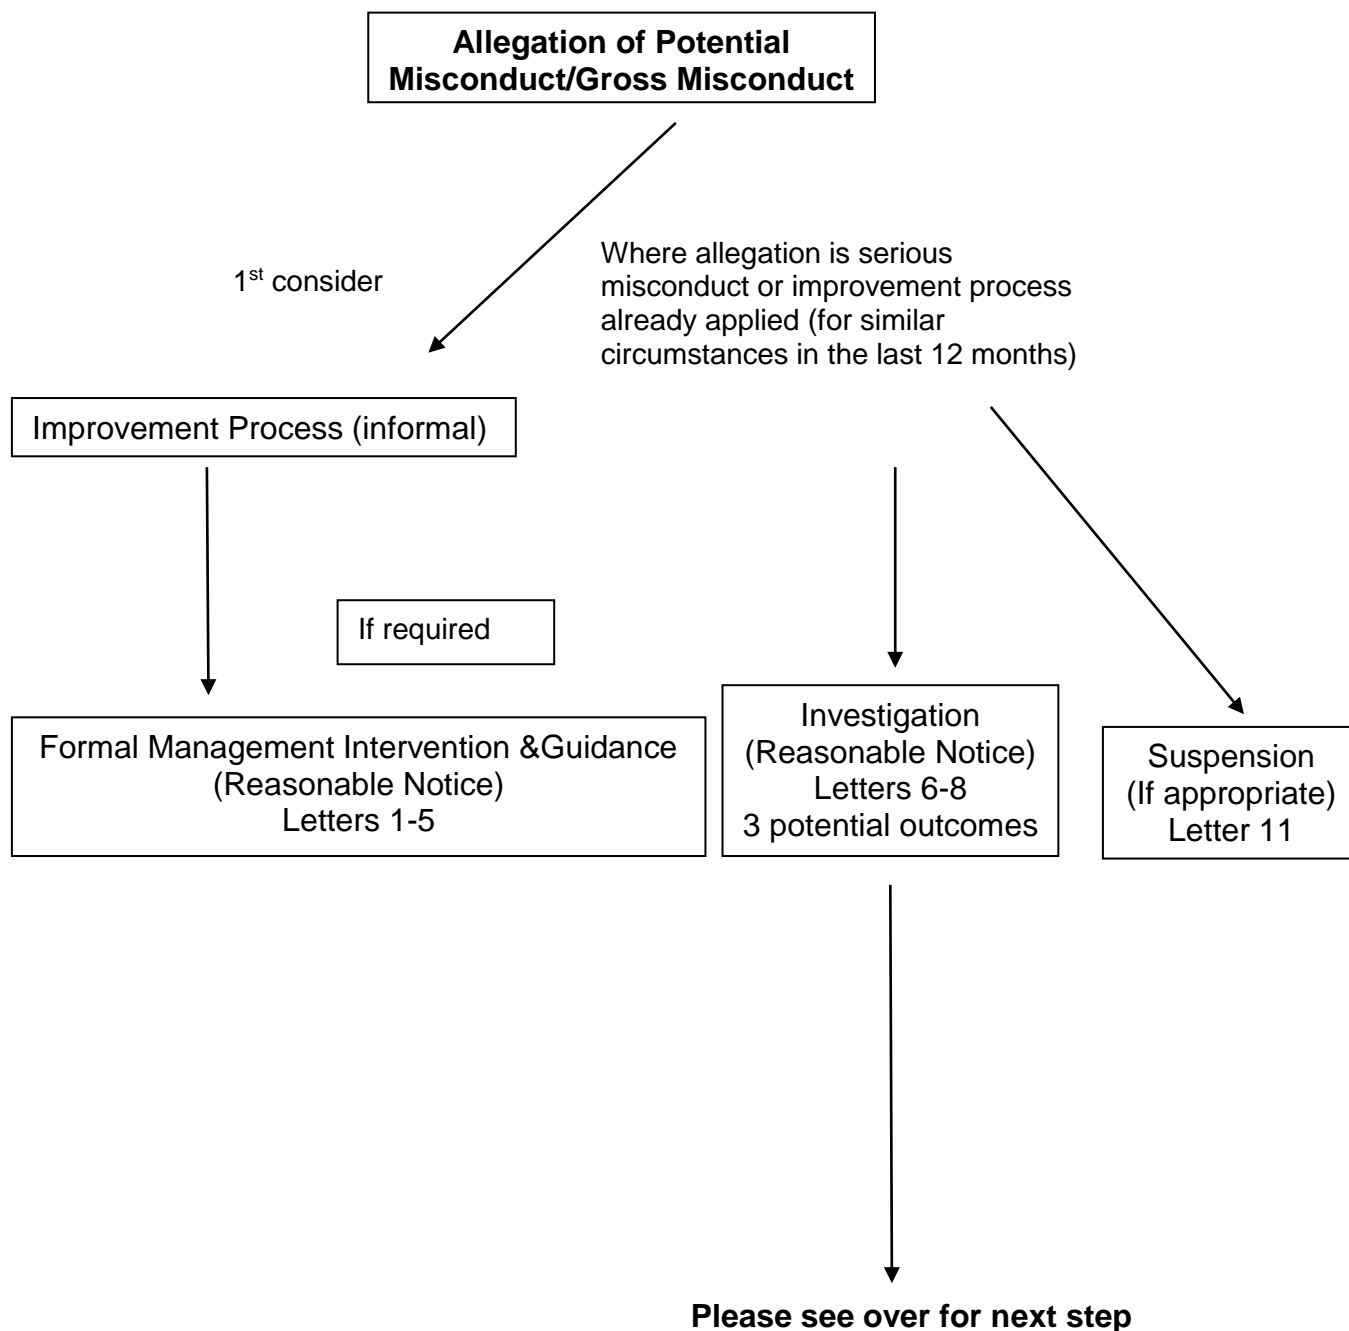 Allegation of Potential
Misconduct/Gross Misconduct
1st consider
Where allegation is serious
misconduct or improvement process
already applied (for similar
circumstances in the last 12 months)
Improvement Process (informal)
If required
Formal Management Intervention &Guidance
(Reasonable Notice)
Letters 1-5
Investigation
(Reasonable Notice)
Letters 6-8
3 potential outcomes
Suspension
(If appropriate)
Letter 11
Please see over for next step